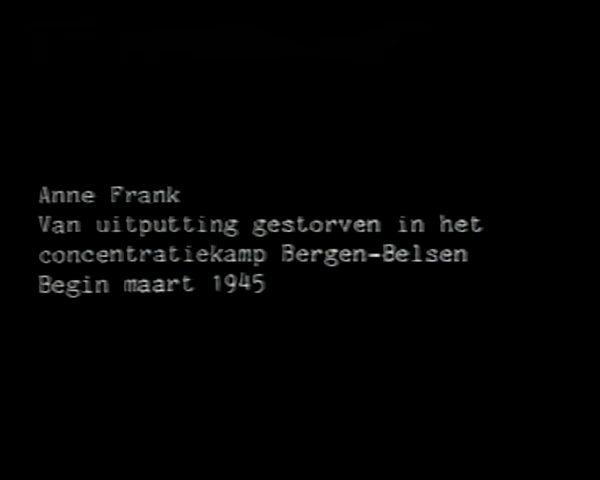 Anne Frank
Van uitputting gestorven in het
concentratiekamp Bergen-Belsen
Begin maart 1945